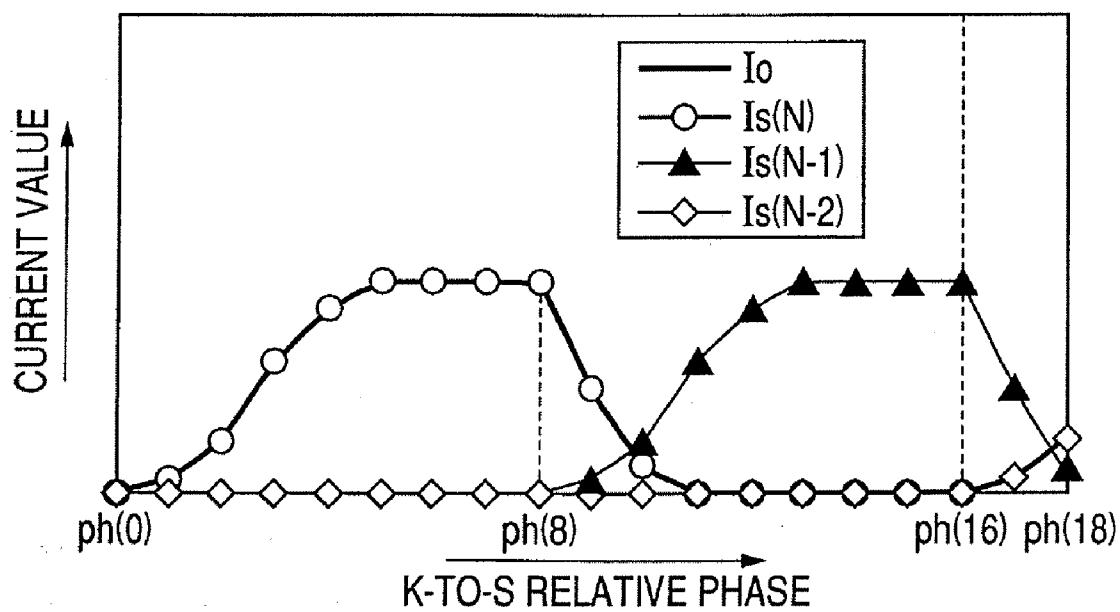 CURRENT VALUE
Io
Is(N)
Is(N-1)
Is(N-2)
ph(0)
ph(8)
ph(16)
ph(18)
K-TO-S RELATIVE PHASE